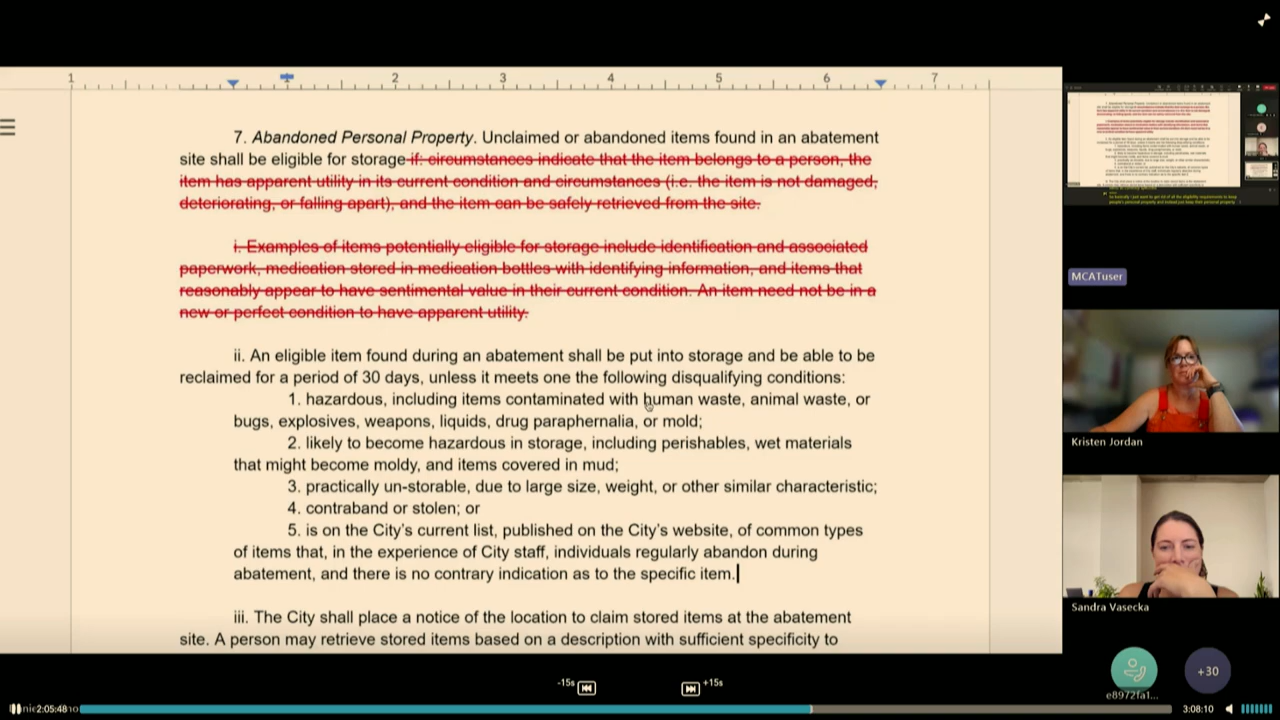 1 2 3 4 5 6 7
7. Abandoned Personal Property. Unclaimed or abandoned items found in an abatement
site shall be eligible for storage if: circumstances indicate that the item belongs to a person, the
item has apparent utility in its current condition and circumstances (i.e. the item is not damaged,
deteriorating, or falling apart), and the item can be safely retrieved from the site.
i. Examples of items potentially eligible for storage include identification and associated
paperwork, medication stored in medication bottles with identifying information, and items that
reasonably appear to have sentimental value in their current condition. An item need not be in a
new or perfect condition to have apparent utility.
ii. An eligible item found during an abatement shall be put into storage and be able to be
reclaimed for a period of 30 days, unless it meets one the following disqualifying conditions:
1. hazardous, including items contaminated with human waste, animal waste, or
bugs, explosives, weapons, liquids, drug paraphernalia, or mold;
2. likely to become hazardous in storage, including perishables, wet materials
that might become moldy, and items covered in mud;
3. practically un-storable, due to large size, weight, or other similar characteristic;
4. contraband or stolen; or
5. is on the City's current list, published on the City's website, of common types
of items that, in the experience of City staff, individuals regularly abandon during
abatement, and there is no contrary indication as to the specific item.
iii. The City shall place a notice of the location to claim stored items at the abatement
site. A person may retrieve stored items based on a description with sufficient specificity to
MCATuser
Kristen Jordan
Sandra Vasecka
e8972fa1...
+30
-15s
+15s
2:05:48
3:08:10